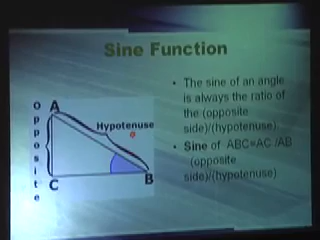 Sine Function
Opposite
A
Hypotenuse
C
B
• The sine of an angle
is always the ratio of
the (opposite
side)/(hypotenuse).
• Sine of ABC=AC /AB
(opposite
side)/(hypotenuse)